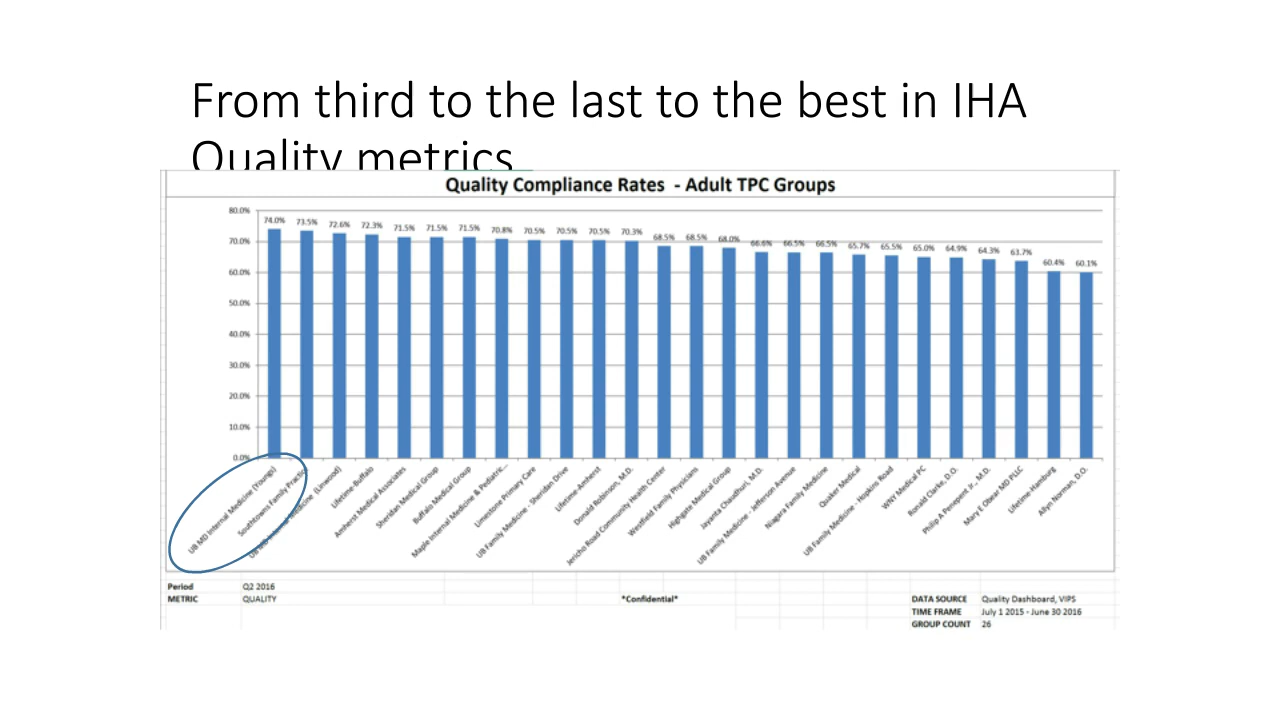 From third to the last to the best in IHA
Quality metrics
Quality Compliance Rates - Adult TPC Groups
80.0%
70.0%
60.0%
50.0%
40.0%
30.0%
20.0%
10.0%
0.0%
74.0% 73.5% 72.6% 72.3% 71.5% 71.5% 71.5% 70.8% 70.5% 70.5% 70.5% 70.3% 68.5% 68.5% 68.0% 66.6% 66.5% 66.5% 65.7% 65.5% 65.0% 64.9% 64.3% 63.7% 60.4% 60.1%
UB MD Internal Medicine (Youngs)
Southtowns Family Practice
UB MD Internal Medicine (Linwood)
Lifetime-Buffalo
Amherst Medical Associates
Sheridan Medical Group
Buffalo Medical Group
Maple Internal Medicine & Pediatric...
Limestone Primary Care
UB Family Medicine - Sheridan Drive
Lifetime-Amherst
Donald Robinson, M.D.
Jericho Road Community Health Center
Westfield Family Physicians
Highgate Medical Group
Jayanta Chaudhuri, M.D.
UB Family Medicine - Jefferson Avenue
Niagara Family Medicine
Quaker Medical
UB Family Medicine - Hopkins Road
WNY Medical PC
Ronald Clarke, D.O.
Philip A Penepent Jr., M.D.
Mary E Obear MD PLLC
Lifetime-Hamburg
Allyn Norman, D.O.
Period Q2 2016
METRIC QUALITY *Confidential* DATA SOURCE Quality Dashboard, VIPS
TIME FRAME July 1 2015 - June 30 2016
GROUP COUNT 26